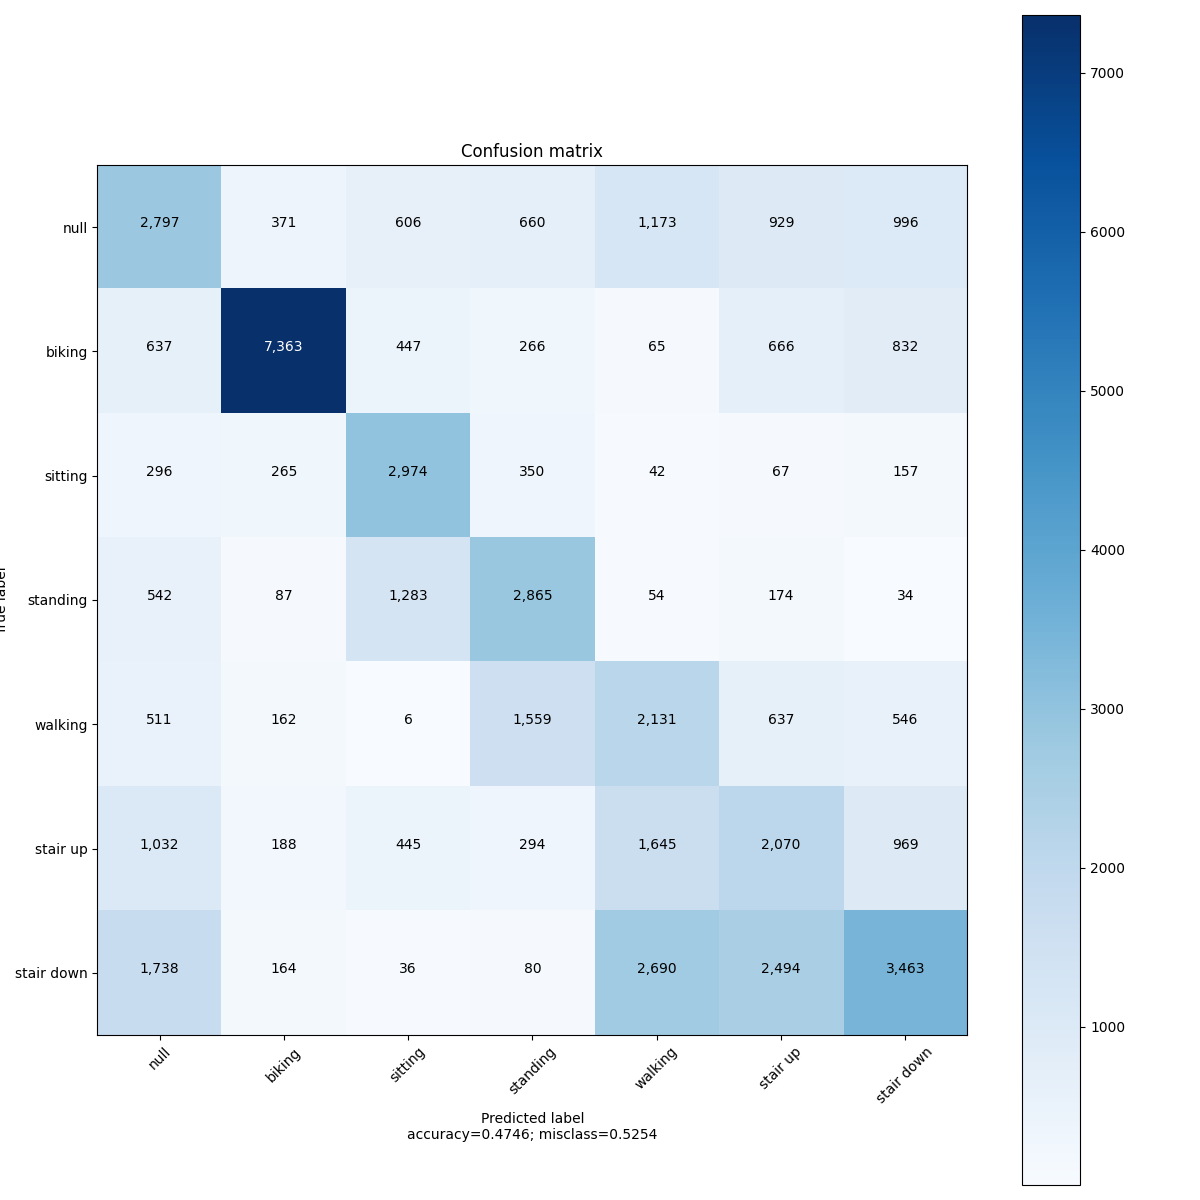 Confusion matrix
null 2,797 371 606 660 1,173 929 996
biking 637 7,363 447 266 65 666 832
sitting 296 265 2,974 350 42 67 157
standing 542 87 1,283 2,865 54 174 34
walking 511 162 6 1,559 2,131 637 546
stair up 1,032 188 445 294 1,645 2,070 969
stair down 1,738 164 36 80 2,690 2,494 3,463
null biking sitting standing walking stair up stair down
Predicted label
accuracy=0.4746; misclass=0.5254
True label
7000
6000
5000
4000
3000
2000
1000